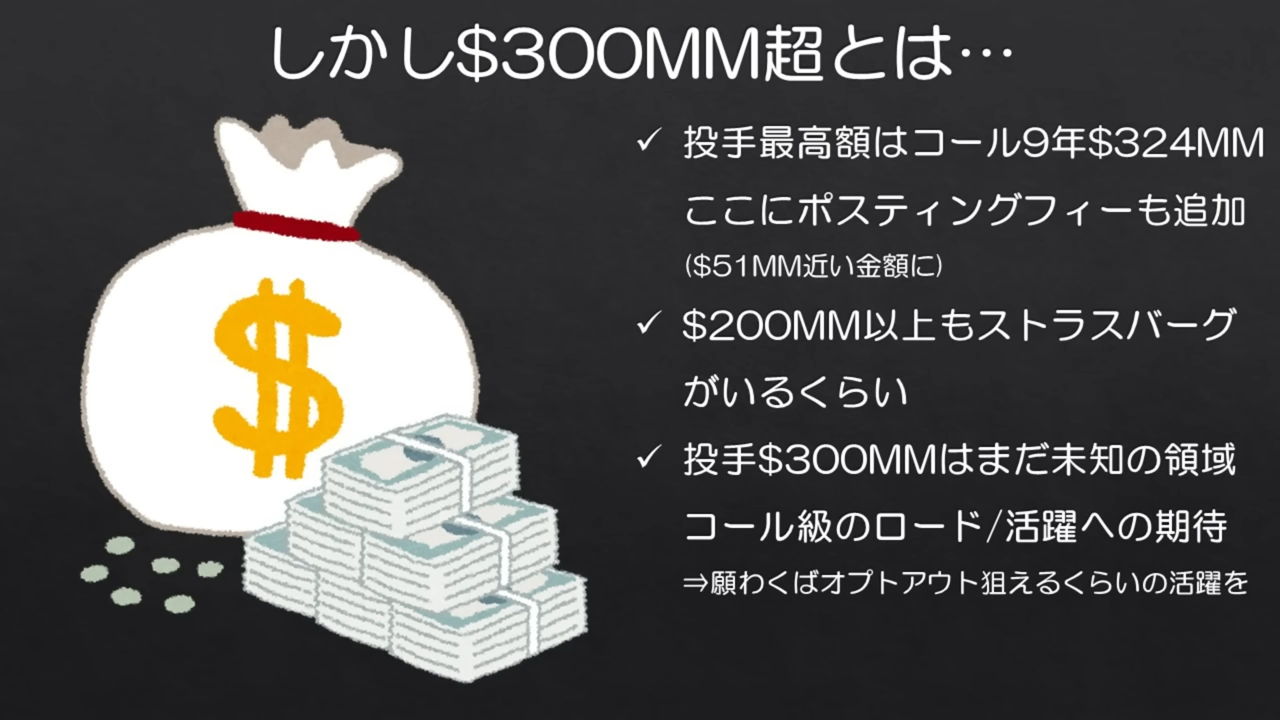 しかし$300MM超とは…
✓ 投手最高額はコール9年$324MM
ここにポスティングフィーも追加
($51MM近い金額に)
✓ $200MM以上もストラスバーグ
がいるくらい
✓ 投手$300MMはまだ未知の領域
コール級のロード/活躍への期待
⇒願わくばオプトアウト狙えるくらいの活躍を
$